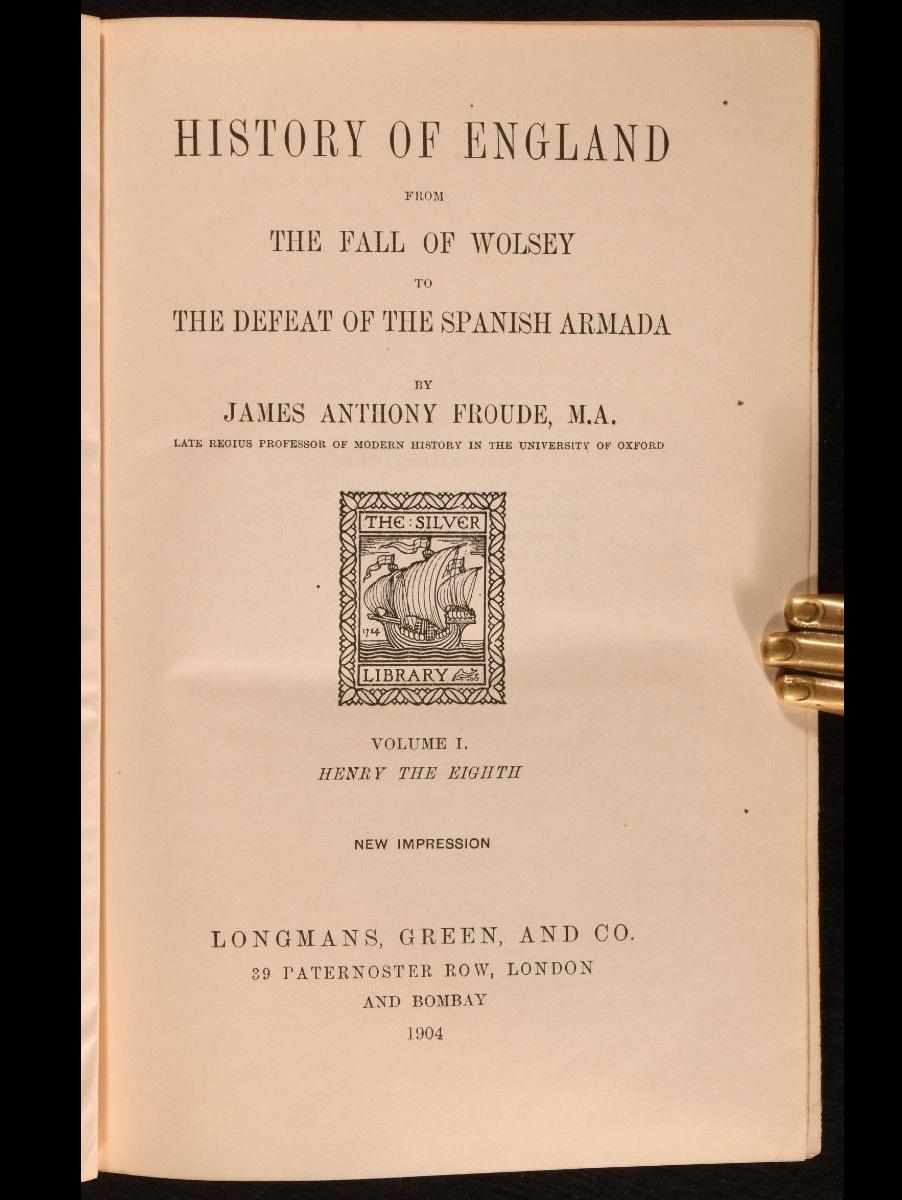 HISTORY OF ENGLAND
FROM
THE FALL OF WOLSEY
TO
THE DEFEAT OF THE SPANISH ARMADA
BY
JAMES ANTHONY FROUDE, M.A.
LATE REGIUS PROFESSOR OF MODERN HISTORY IN THE UNIVERSITY OF OXFORD
THE : SILVER
1724
LIBRARY
VOLUME I.
HENRY THE EIGHTH
NEW IMPRESSION
LONGMANS, GREEN, AND CO.
39 PATERNOSTER ROW, LONDON
AND BOMBAY
1904